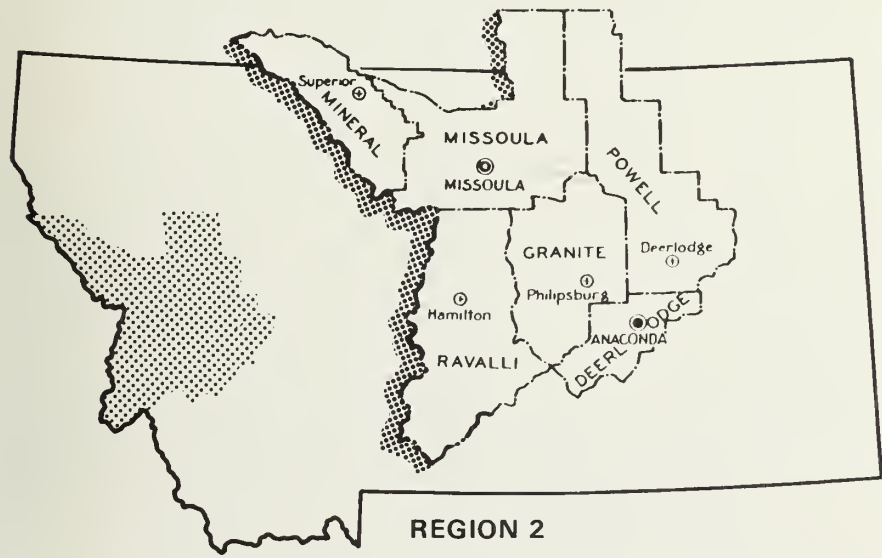 Superior
MINERAL
MISSOULA
MISSOULA
POWELL
GRANITE
Deerlodge
Philipsburg
Hamilton
ANACONDA
DEERLODGE
RAVALLI
REGION 2